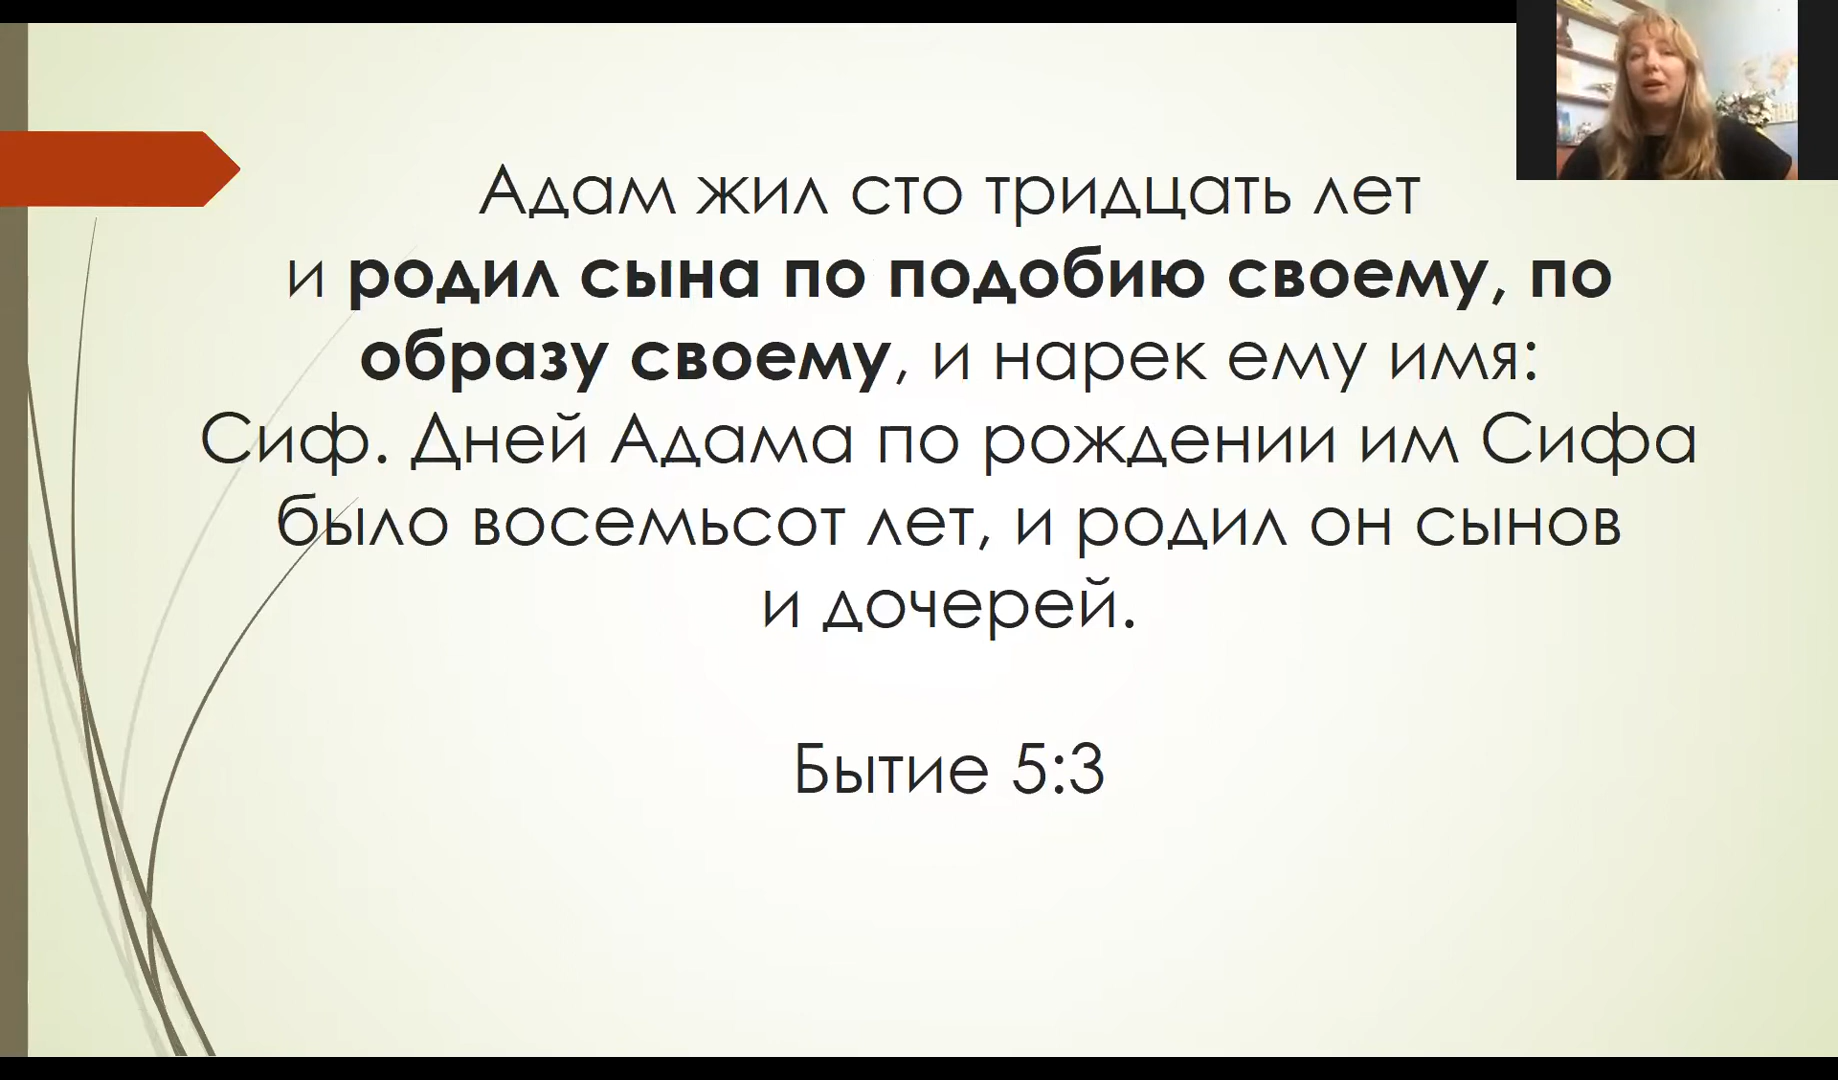 Адам жил сто тридцать лет
и родил сына по подобию своему, по
образу своему, и нарек ему имя:
Сиф. Дней Адама по рождении им Сифа
было восемьсот лет, и родил он сынов
и дочерей.
Бытие 5:3